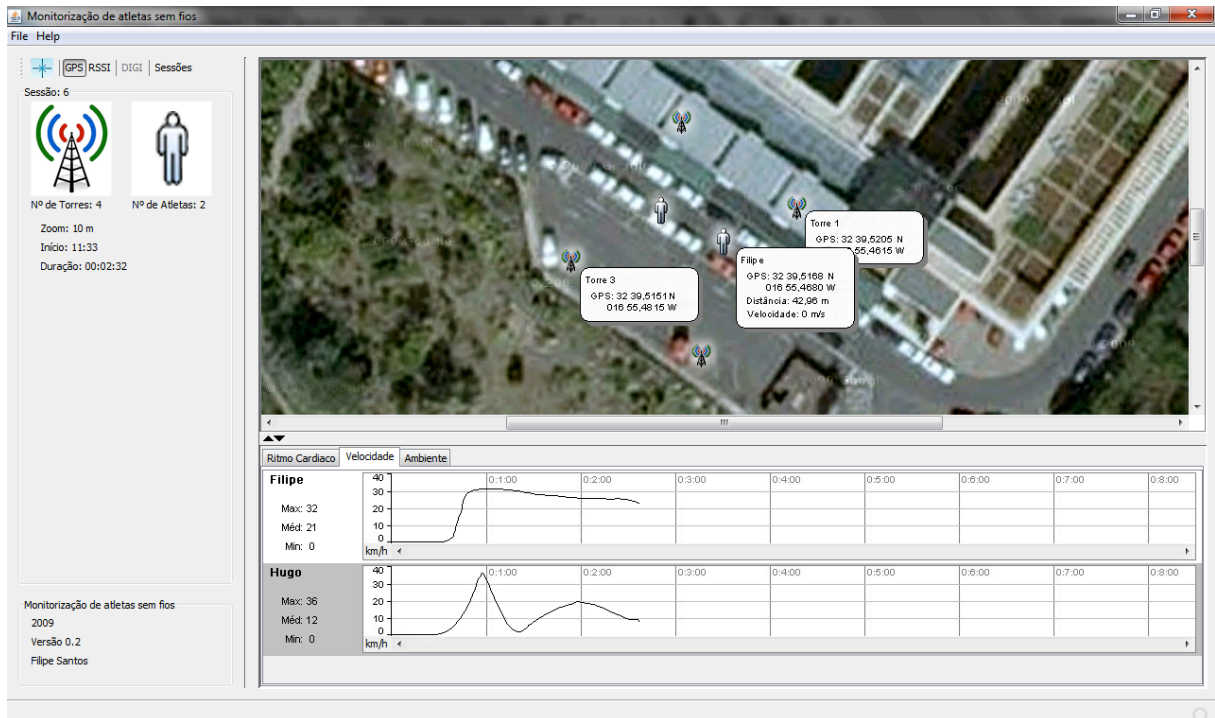 Monitorização de atletas sem fios
File Help
GPS RSSI DIGI Sessões
Sessão: 6
Nº de Torres: 4
Nº de Atletas: 2
Zoom: 10 m
Início: 11:33
Duração: 00:02:32
Monitorização de atletas sem fios
2009
Versão 0.2
Filipe Santos
Torre 1
GPS: 32 39,5205 N
55,4615 W
Filipe
GPS: 32 39,5168 N
016 55,4680 W
Distância: 42,96 m
Velocidade: 0 m/s
Torre 3
GPS: 32 39,5151 N
016 55,4815 W
Ritmo Cardiaco Velocidade Ambiente
Filipe
Max: 32
Méd: 21
Min: 0
40
30
20
10
0
km/h
0:1:00 0:2:00 0:3:00 0:4:00 0:5:00 0:6:00 0:7:00 0:8:00
Hugo
Max: 36
Méd: 12
Min: 0
40
30
20
10
0
km/h
0:1:00 0:2:00 0:3:00 0:4:00 0:5:00 0:6:00 0:7:00 0:8:00